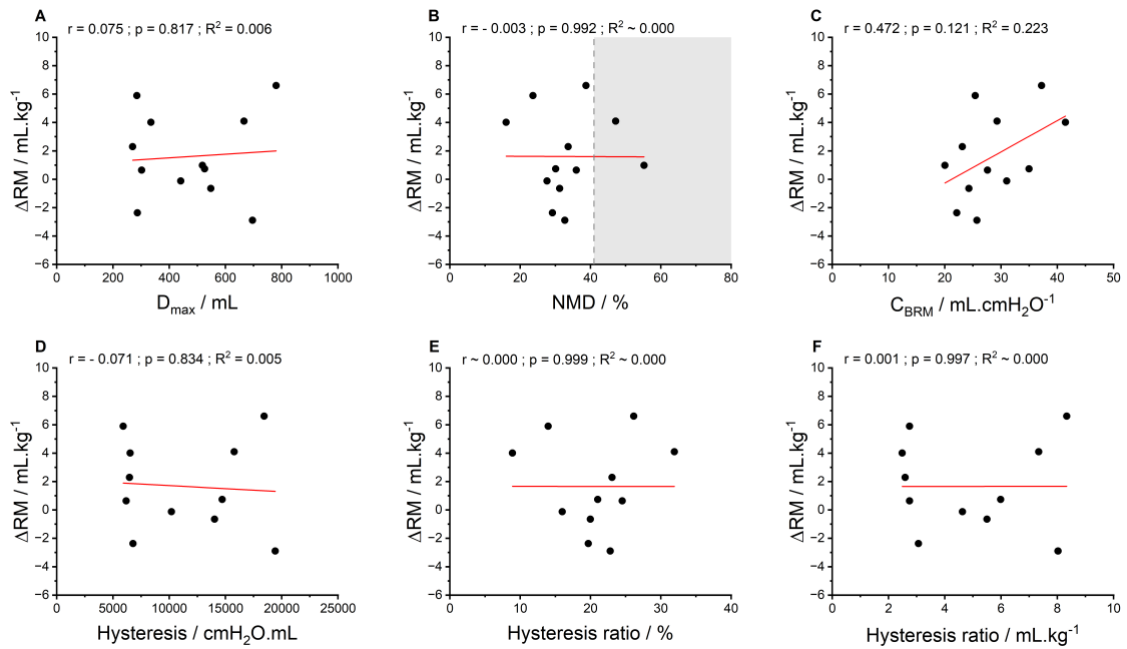 A
r = 0.075 ; p = 0.817 ; R² = 0.006
ΔRM / mL.kg⁻¹
10
8
6
4
2
0
−2
−4
−6
0 200 400 600 800 1000
D_max / mL
B
r = - 0.003 ; p = 0.992 ; R² ~ 0.000
ΔRM / mL.kg⁻¹
10
8
6
4
2
0
−2
−4
−6
0 20 40 60 80
NMD / %
C
r = 0.472 ; p = 0.121 ; R² = 0.223
ΔRM / mL.kg⁻¹
10
8
6
4
2
0
−2
−4
−6
0 10 20 30 40 50
C_BRM / mL.cmH₂O⁻¹
D
r = - 0.071 ; p = 0.834 ; R² = 0.005
ΔRM / mL.kg⁻¹
10
8
6
4
2
0
−2
−4
−6
0 5000 10000 15000 20000 25000
Hysteresis / cmH₂O.mL
E
r ~ 0.000 ; p = 0.999 ; R² ~ 0.000
ΔRM / mL.kg⁻¹
10
8
6
4
2
0
−2
−4
−6
0 10 20 30 40
Hysteresis ratio / %
F
r = 0.001 ; p = 0.997 ; R² ~ 0.000
ΔRM / mL.kg⁻¹
10
8
6
4
2
0
−2
−4
−6
0 2 4 6 8 10
Hysteresis ratio / mL.kg⁻¹